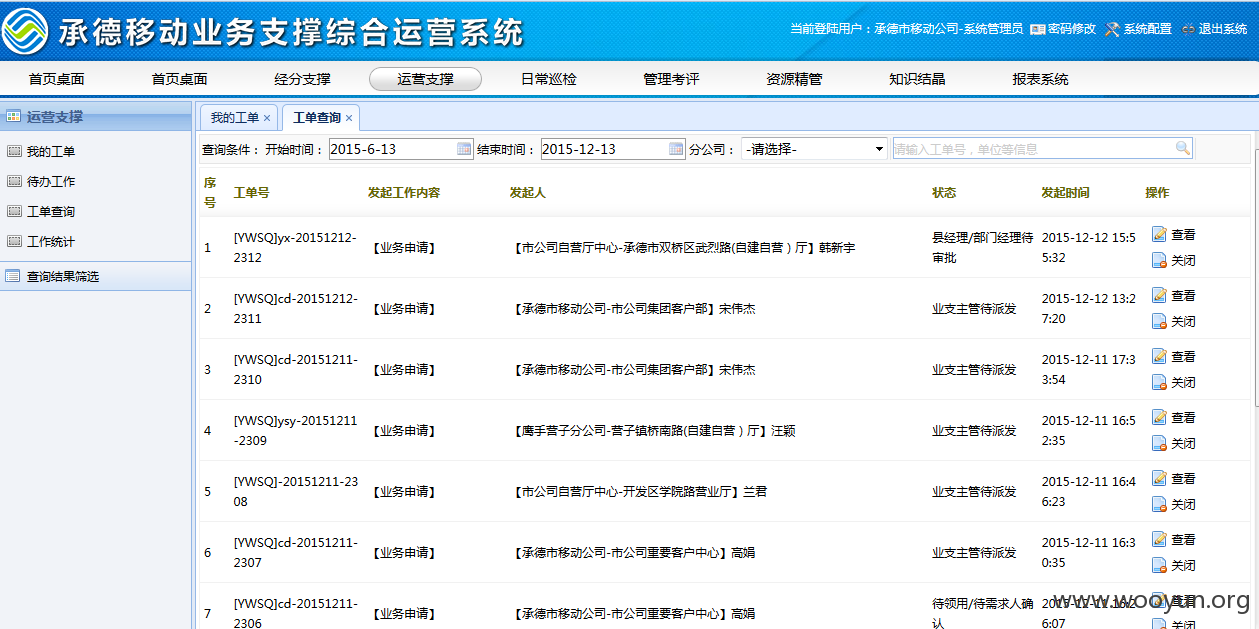 承德移动业务支撑综合运营系统
当前登陆用户：承德市移动公司-系统管理员 密码修改 系统配置 退出系统
首页桌面 首页桌面 经分支撑 运营支撑 日常巡检 管理考评 资源精管 知识结晶 报表系统
运营支撑
我的工单
待办工作
工单查询
工作统计
查询结果筛选
我的工单 × 工单查询 ×
查询条件： 开始时间： 2015-6-13 结束时间： 2015-12-13 分公司： -请选择- 请输入工单号，单位等信息
序号 工单号 发起工作内容 发起人 状态 发起时间 操作
1 [YWSQ]yx-20151212-2312 【业务申请】 【市公司自营厅中心-承德市双桥区武烈路(自建自营）厅】韩新宇 县经理/部门经理待审批 2015-12-12 15:55:32 查看 关闭
2 [YWSQ]cd-20151212-2311 【业务申请】 【承德市移动公司-市公司集团客户部】宋伟杰 业支主管待派发 2015-12-12 13:27:20 查看 关闭
3 [YWSQ]cd-20151211-2310 【业务申请】 【承德市移动公司-市公司集团客户部】宋伟杰 业支主管待派发 2015-12-11 17:33:54 查看 关闭
4 [YWSQ]ysy-20151211-2309 【业务申请】 【鹰手营子分公司-营子镇桥南路(自建自营）厅】汪颖 业支主管待派发 2015-12-11 16:52:35 查看 关闭
5 [YWSQ]-20151211-2308 【业务申请】 【市公司自营厅中心-开发区学院路营业厅】兰君 业支主管待派发 2015-12-11 16:46:23 查看 关闭
6 [YWSQ]cd-20151211-2307 【业务申请】 【承德市移动公司-市公司重要客户中心】高娟 业支主管待派发 2015-12-11 16:30:35 查看 关闭
7 [YWSQ]cd-20151211-2306 【业务申请】 【承德市移动公司-市公司重要客户中心】高娟 待领用/待需求人确认 查看 关闭
www.wooyun.org